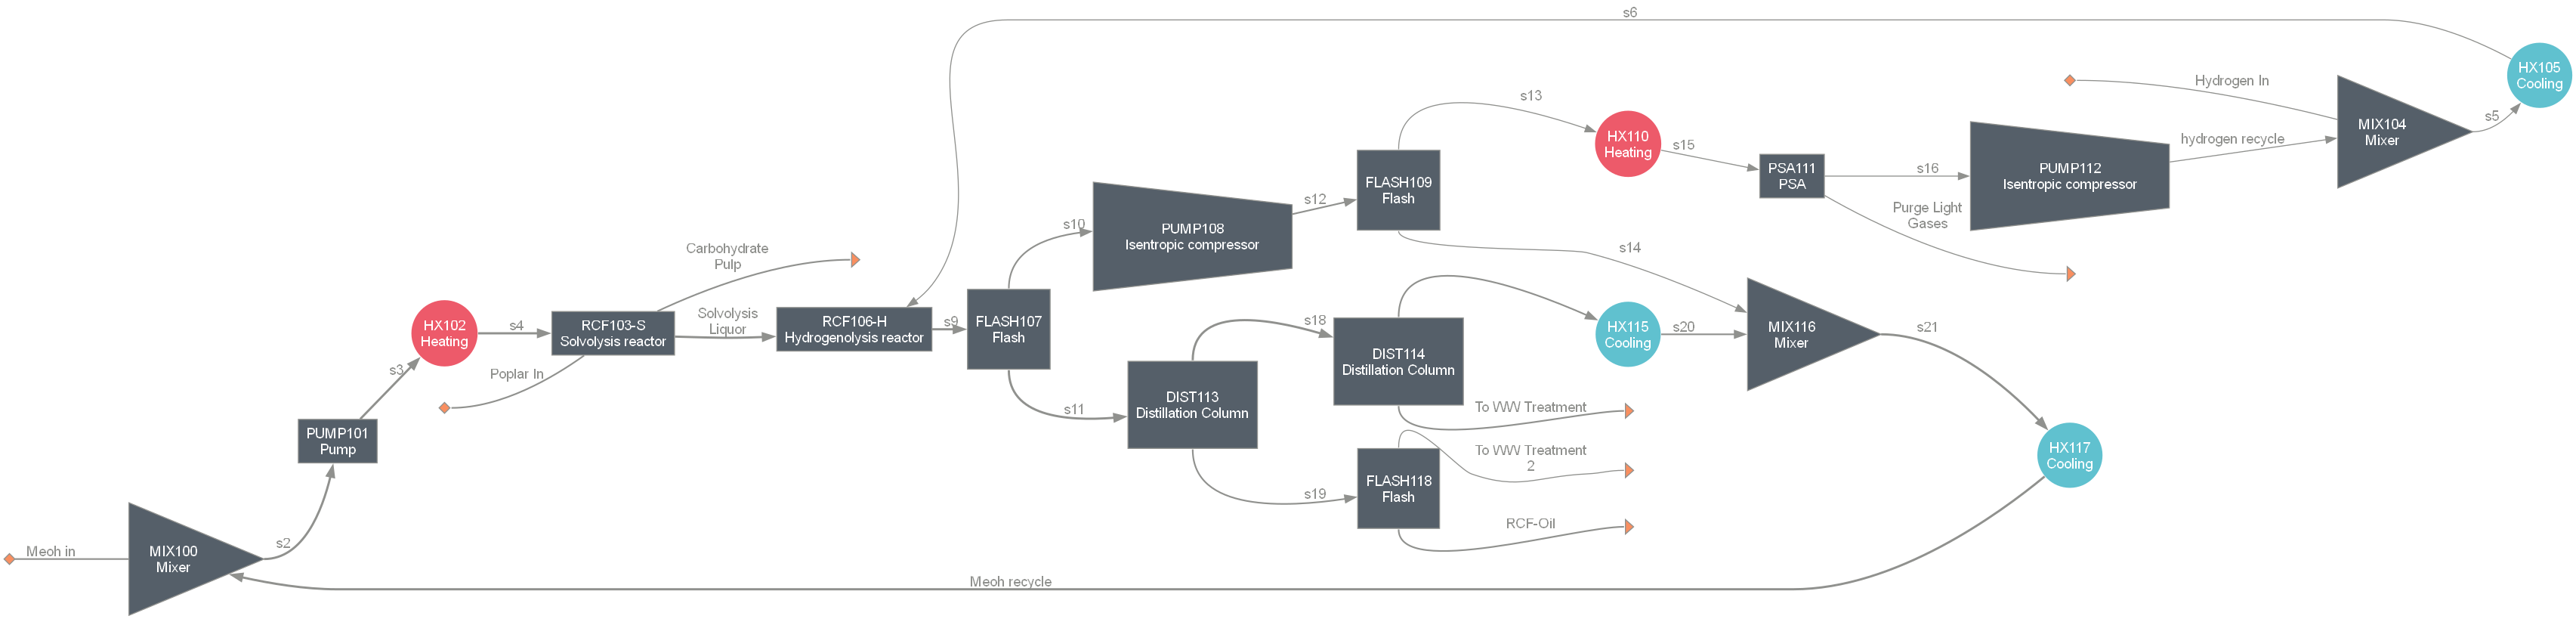 s6
HX105
Cooling
Hydrogen In
MIX104
Mixer
s5
s13
HX110
Heating
s15
PSA111
PSA
s16
PUMP112
Isentropic compressor
hydrogen recycle
Purge Light
Gases
FLASH109
Flash
s12
s10
PUMP108
Isentropic compressor
s14
Carbohydrate
Pulp
HX102
Heating
s4
RCF103-S
Solvolysis reactor
Solvolysis
Liquor
RCF106-H
Hydrogenolysis reactor
s9
FLASH107
Flash
s18
DIST114
Distillation Column
HX115
Cooling
s20
MIX116
Mixer
s21
s3
Poplar In
s11
DIST113
Distillation Column
To WW Treatment
PUMP101
Pump
To WW Treatment
2
HX117
Cooling
s19
FLASH118
Flash
RCF-Oil
Meoh in
MIX100
Mixer
s2
Meoh recycle